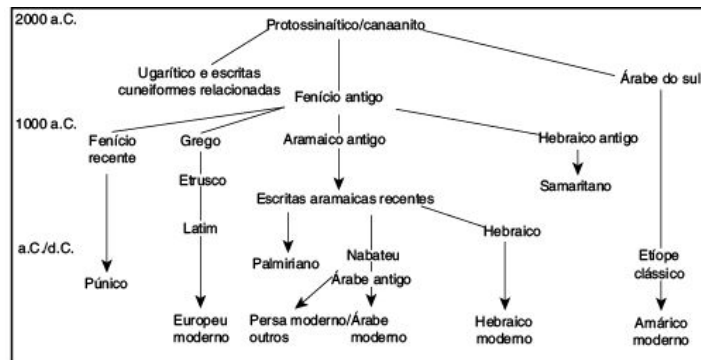 2000 a.C.
Protossinaítico/canaanito
Ugarítico e escritas
cuneiformes relacionadas
Árabe do sul
Fenício antigo
1000 a.C.
Fenício
recente
Grego
Aramaico antigo
Hebraico antigo
Etrusco
Samaritano
Escritas aramaicas recentes
Latim
Hebraico
a.C./d.C.
Palmiriano
Nabateu
Árabe antigo
Etíope
clássico
Púnico
Europeu
moderno
Persa moderno/Árabe
outros
moderno
Hebraico
moderno
Amárico
moderno